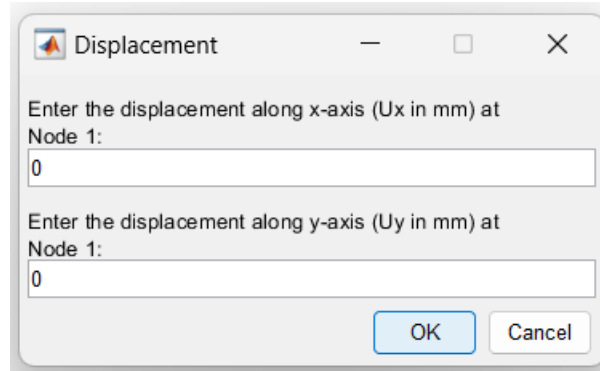 Displacement
Enter the displacement along x-axis (Ux in mm) at
Node 1:
0
Enter the displacement along y-axis (Uy in mm) at
Node 1:
0
OK Cancel